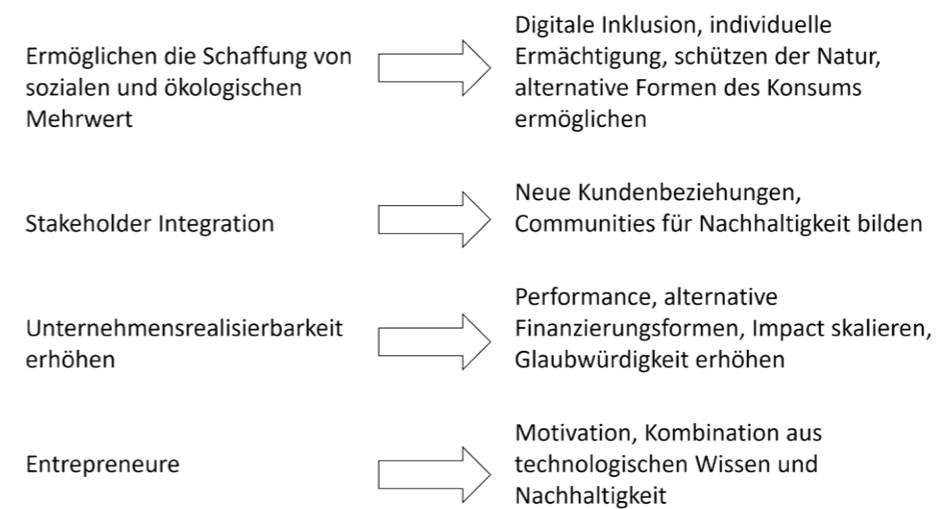 Ermöglichen die Schaffung von
sozialen und ökologischen
Mehrwert
Digitale Inklusion, individuelle
Ermächtigung, schützen der Natur,
alternative Formen des Konsums
ermöglichen
Stakeholder Integration
Neue Kundenbeziehungen,
Communities für Nachhaltigkeit bilden
Unternehmensrealisierbarkeit
erhöhen
Performance, alternative
Finanzierungsformen, Impact skalieren,
Glaubwürdigkeit erhöhen
Entrepreneure
Motivation, Kombination aus
technologischen Wissen und
Nachhaltigkeit